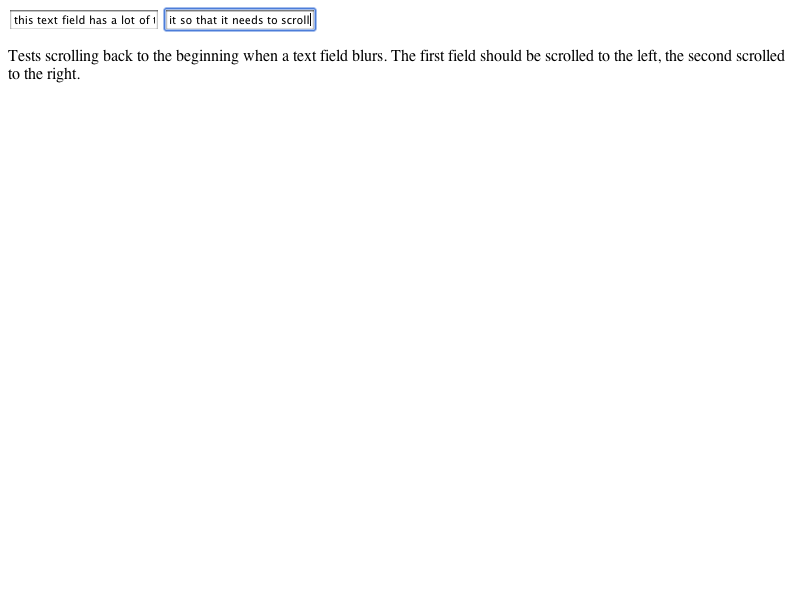 this text field has a lot of it so that it needs to scroll
Tests scrolling back to the beginning when a text field blurs. The first field should be scrolled to the left, the second scrolled
to the right.